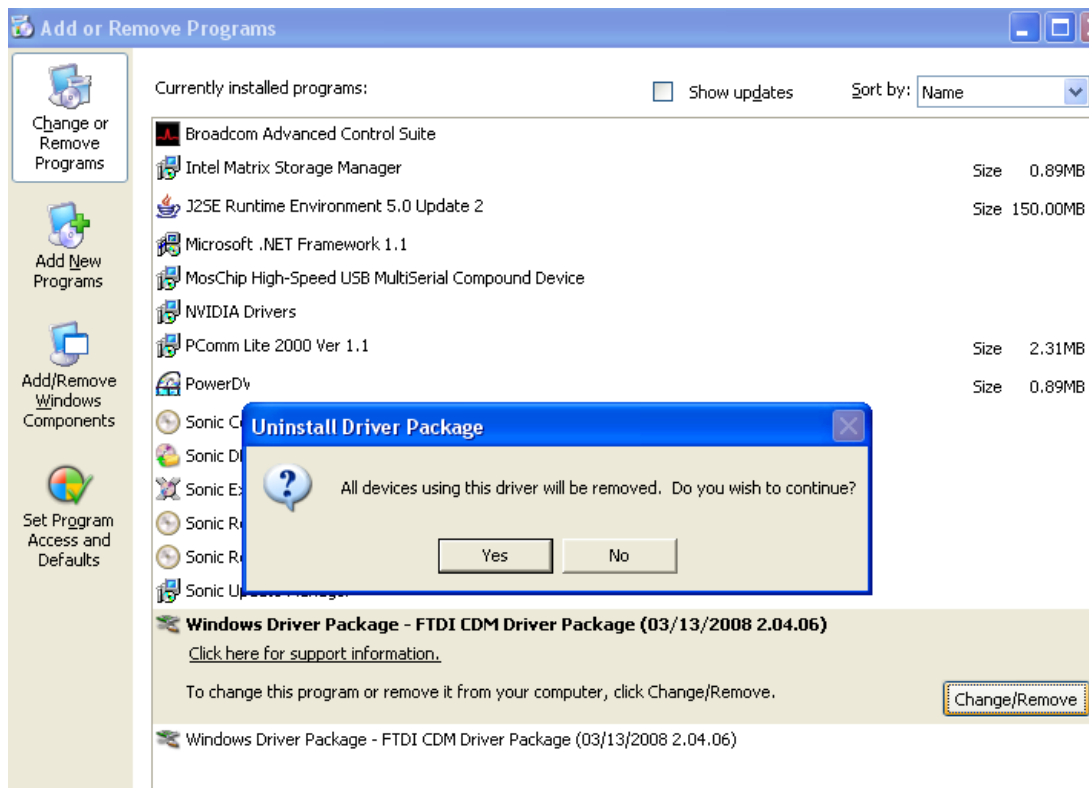 Add or Remove Programs
Change or
Remove
Programs
Add New
Programs
Add/Remove
Windows
Components
Set Program
Access and
Defaults
Currently installed programs:
Show updates
Sort by: Name
Broadcom Advanced Control Suite
Intel Matrix Storage Manager Size 0.89MB
J2SE Runtime Environment 5.0 Update 2 Size 150.00MB
Microsoft .NET Framework 1.1
MosChip High-Speed USB MultiSerial Compound Device
NVIDIA Drivers
PComm Lite 2000 Ver 1.1 Size 2.31MB
PowerDV Size 0.89MB
Sonic
Sonic
Sonic
Sonic
Sonic
Sonic
Uninstall Driver Package
All devices using this driver will be removed. Do you wish to continue?
Yes No
Windows Driver Package - FTDI CDM Driver Package (03/13/2008 2.04.06)
Click here for support information.
To change this program or remove it from your computer, click Change/Remove.
Change/Remove
Windows Driver Package - FTDI CDM Driver Package (03/13/2008 2.04.06)